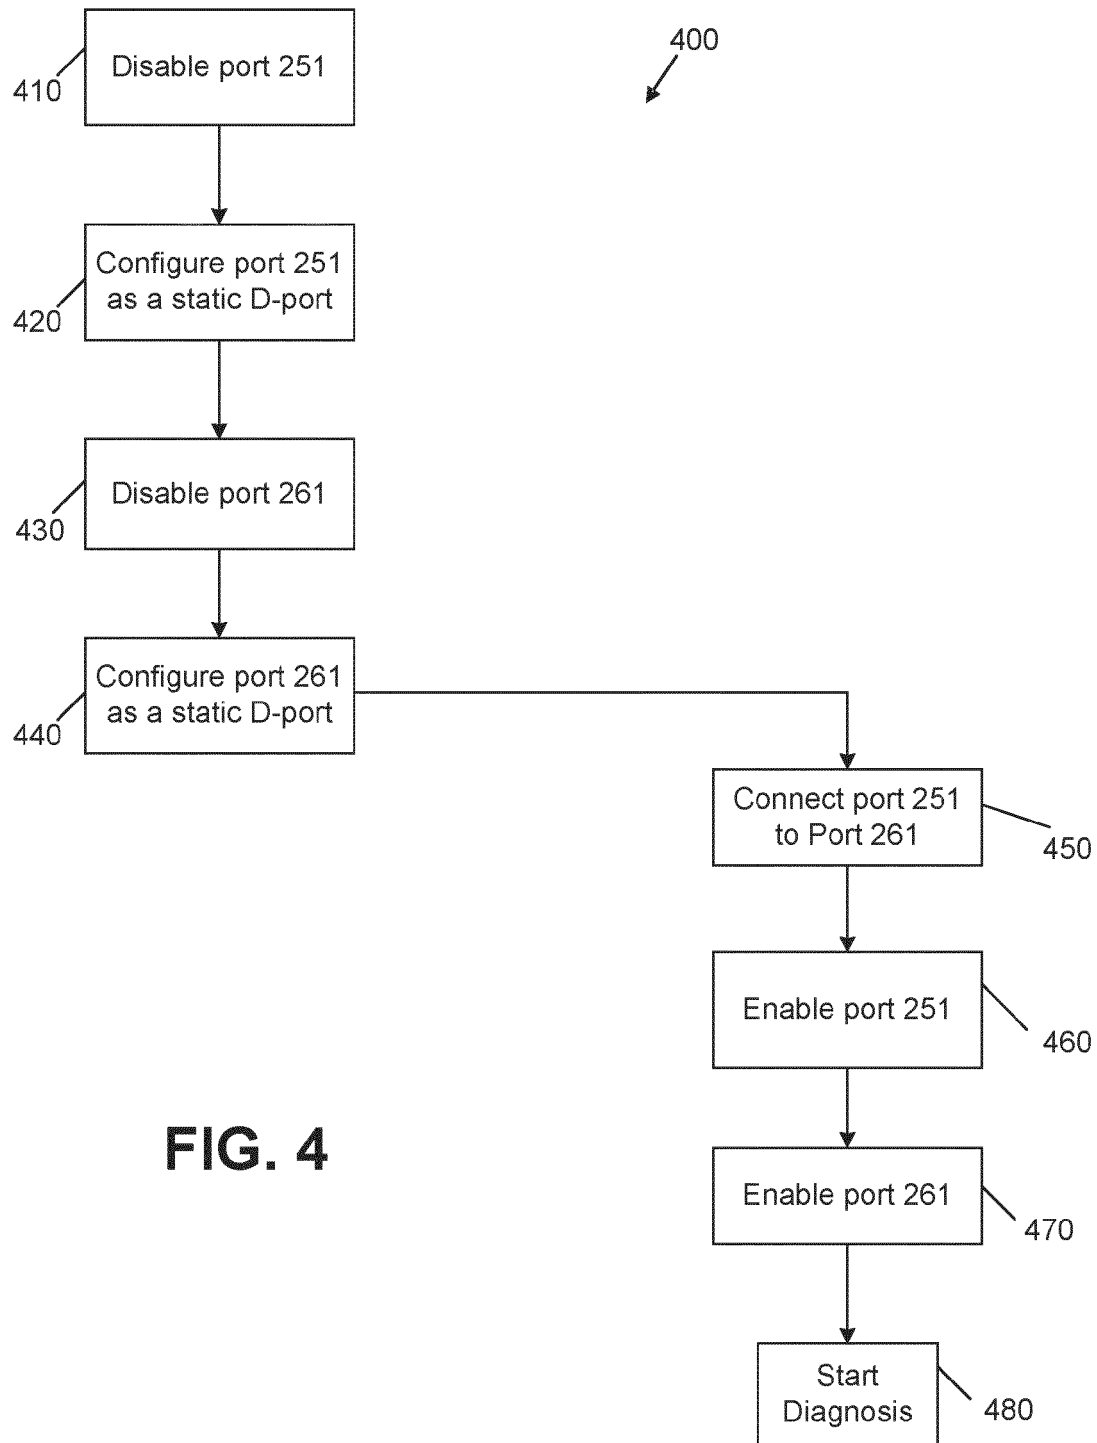 400
Disable port 251
410
Configure port 251
as a static D-port
420
Disable port 261
430
Configure port 261
as a static D-port
440
Connect port 251
to Port 261
450
Enable port 251
460
Enable port 261
470
Start
Diagnosis
480
FIG. 4